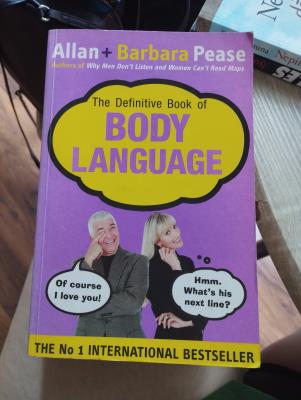 Allan + Barbara Pease
Authors of Why Men Don't Listen and Women Can't Read Maps
The Definitive Book of
BODY
LANGUAGE
Of course
I love you!
Hmm.
What's his
next line?
THE No 1 INTERNATIONAL BESTSELLER